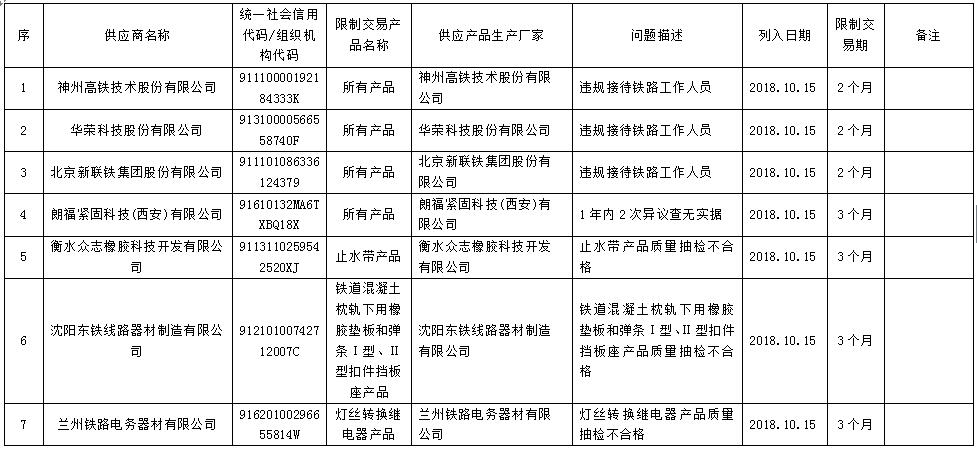 序
供应商名称
统一社会信用
代码/组织机
构代码
限制交易产
品名称
供应产品生产厂家
问题描述
列入日期
限制交
易期
备注
1
神州高铁技术股份有限公司
911100001921
84333K
所有产品
神州高铁技术股份有限
公司
违规接待铁路工作人员
2018.10.15
2个月
2
华荣科技股份有限公司
913100005665
58740F
所有产品
华荣科技股份有限公司
违规接待铁路工作人员
2018.10.15
2个月
3
北京新联铁集团股份有限公司
911101086336
124379
所有产品
北京新联铁集团股份有
限公司
违规接待铁路工作人员
2018.10.15
2个月
4
朗福紧固科技(西安)有限公司
91610132MA6T
XBQ18X
所有产品
朗福紧固科技(西安)有
限公司
1年内2次异议查无实据
2018.10.15
3个月
5
衡水众志橡胶科技开发有限公
司
911311025954
2520XJ
止水带产品
衡水众志橡胶科技开发
有限公司
止水带产品质量抽检不合
格
2018.10.15
3个月
6
沈阳东铁线路器材制造有限公
司
912101007427
12007C
铁道混凝土
枕轨下用橡
胶垫板和弹
条Ⅰ型、Ⅱ
型扣件挡板
座产品
沈阳东铁线路器材制造
有限公司
铁道混凝土枕轨下用橡
胶垫板和弹条Ⅰ型、Ⅱ型扣件
挡板座产品质量抽检不合
格
2018.10.15
3个月
7
兰州铁路电务器材有限公司
916201002966
55814W
灯丝转换继
电器产品
兰州铁路电务器材有限
公司
灯丝转换继电器产品质量
抽检不合格
2018.10.15
3个月